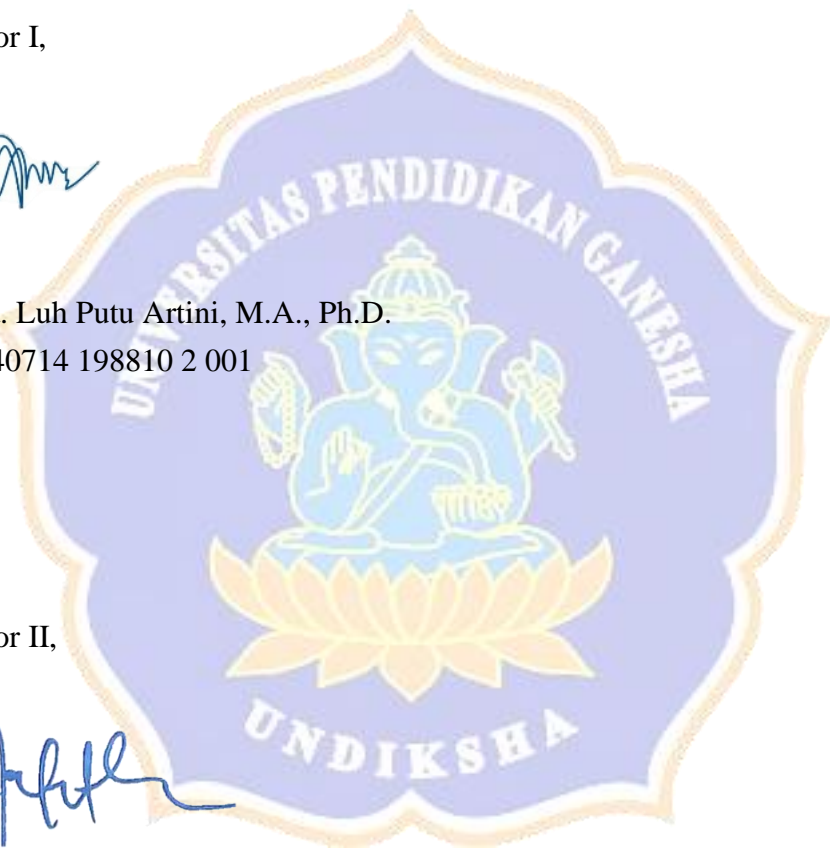 or I,
UNIVERSITAS PENDIDIKAN GANESHA
. Luh Putu Artini, M.A., Ph.D.
40714 198810 2 001
or II,
UNDIKSHA